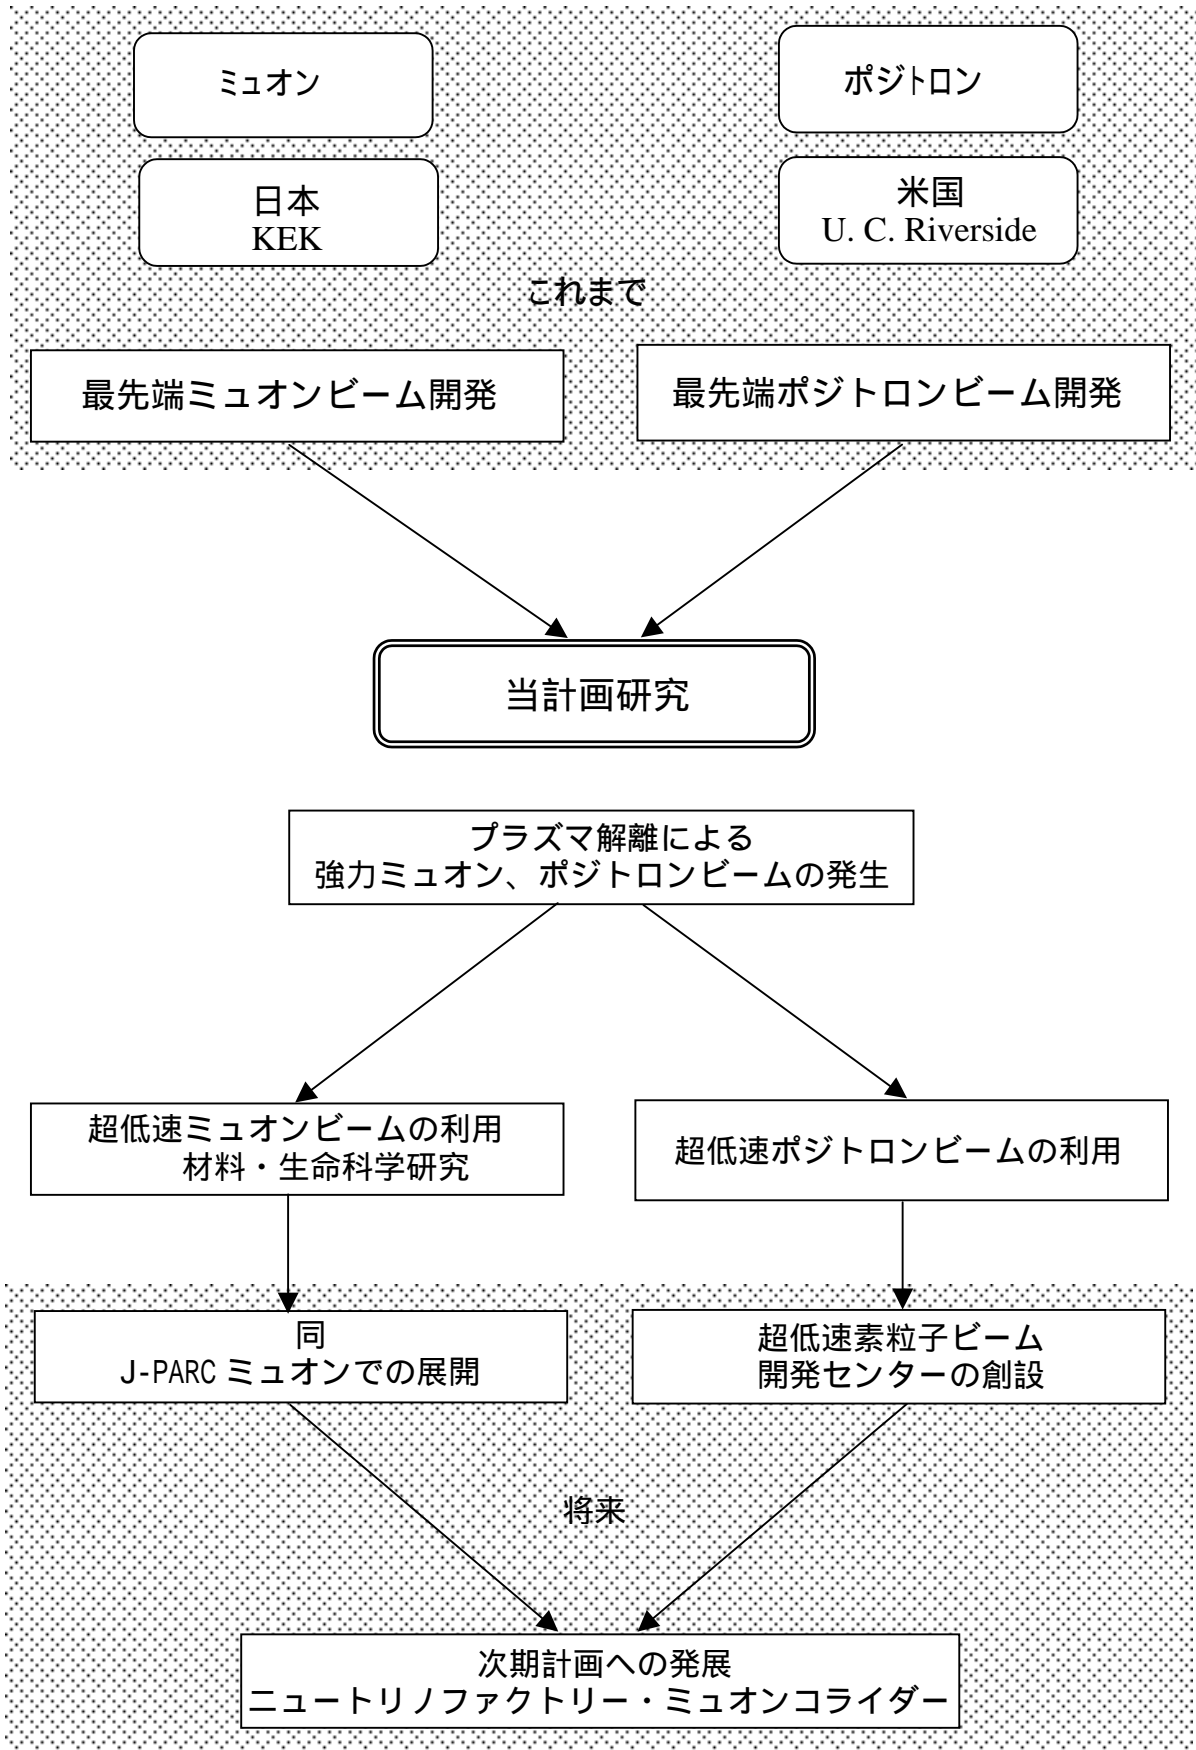 ミュオン
ポジトロン
日本
KEK
米国
U. C. Riverside
これまで
最先端ミュオンビーム開発
最先端ポジトロンビーム開発
当計画研究
プラズマ解離による
強力ミュオン、ポジトロンビームの発生
超低速ミュオンビームの利用
材料・生命科学研究
超低速ポジトロンビームの利用
同
J-PARC ミュオンでの展開
超低速素粒子ビーム
開発センターの創設
将来
次期計画への発展
ニュートリノファクトリー・ミュオンコライダー